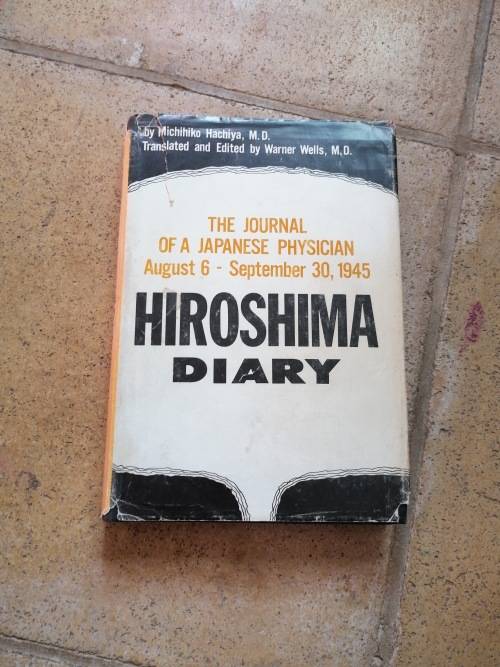 by Michihiko Hachiya, M.D.
Translated and Edited by Warner Wells, M.D.
THE JOURNAL
OF A JAPANESE PHYSICIAN
August 6 - September 30, 1945
HIROSHIMA
DIARY